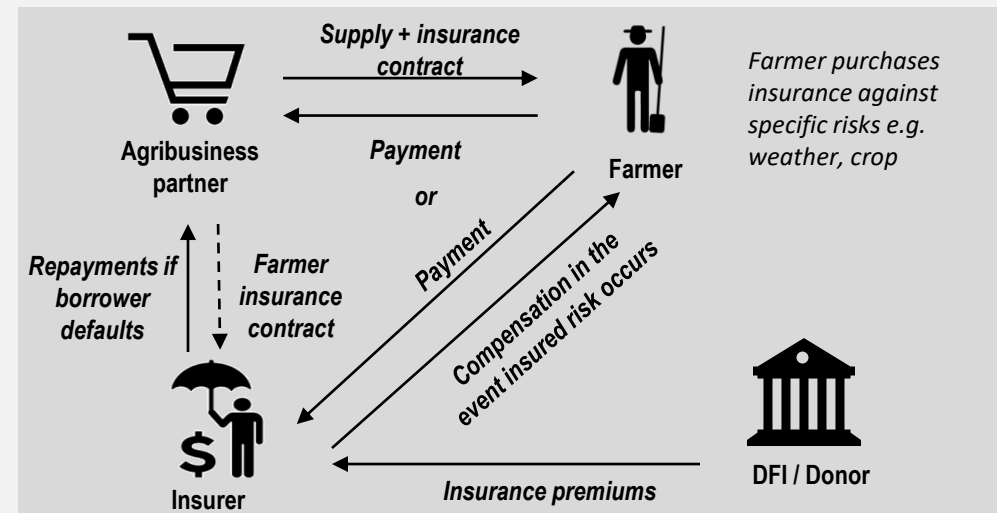 Supply + insurance
contract
Farmer purchases
insurance against
specific risks e.g.
weather, crop
Agribusiness
partner
Payment
or
Farmer
Payment
Compensation in the
event insured risk occurs
Repayments if
borrower
defaults
Farmer
insurance
contract
$
Insurer
Insurance premiums
DFI / Donor